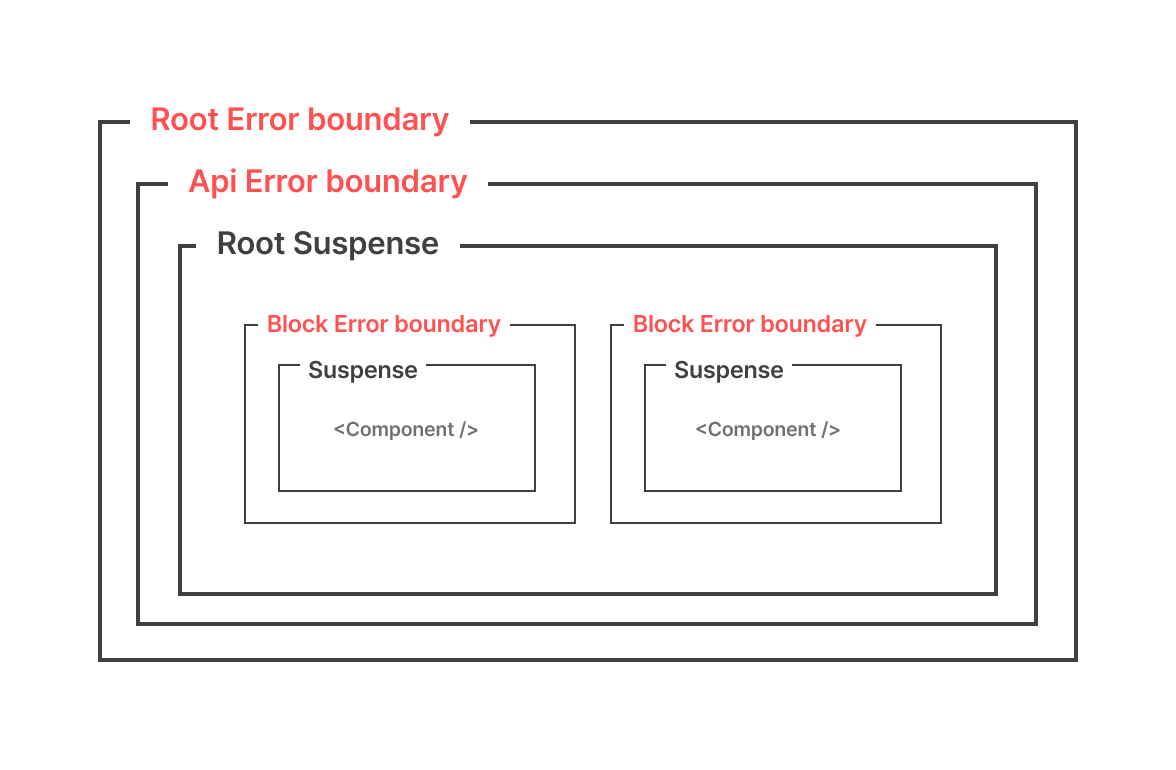 Root Error boundary
Api Error boundary
Root Suspense
Block Error boundary
Suspense
<Component />
Block Error boundary
Suspense
<Component />